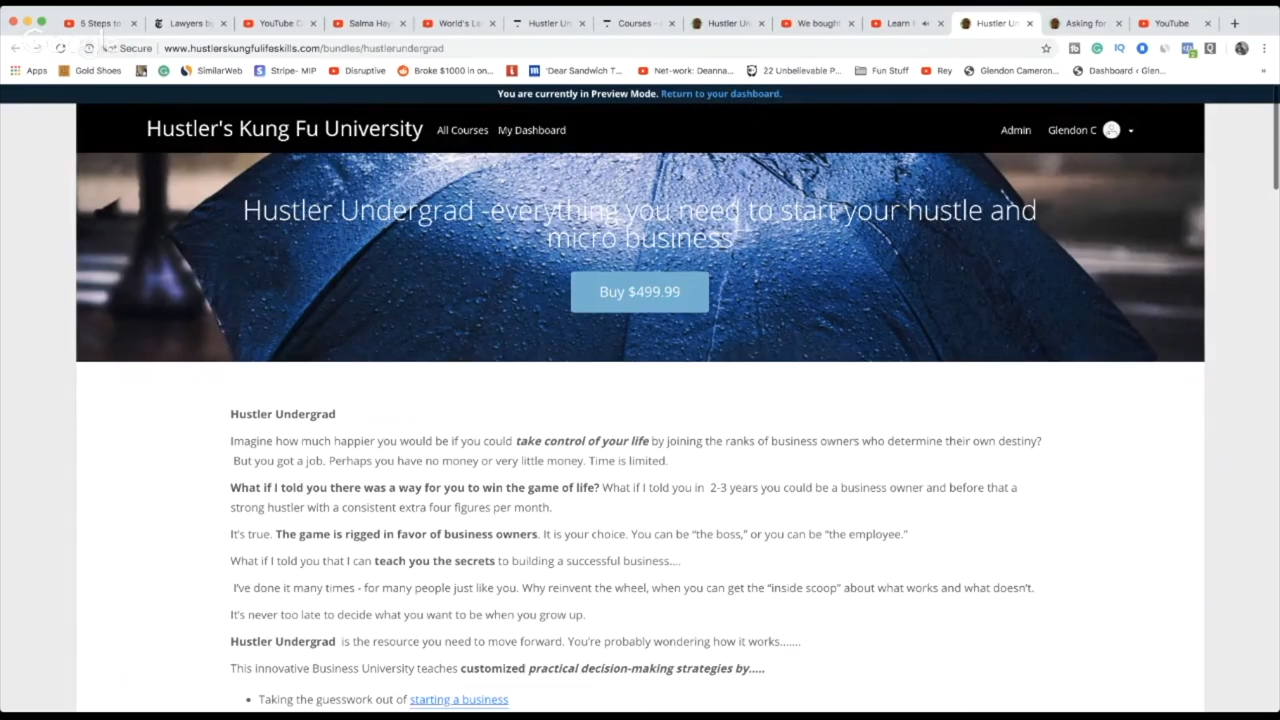 5 Steps to
Lawyers by
YouTube C
Salma Hay
World's La
Hustler Un
Courses -
Hustler Un
We bough
Learn
Hustler Un
Asking for
YouTube
Not Secure
www.hustlerskungfulifeskills.com/bundles/hustlerundergrad
Apps
Gold Shoes
SimilarWeb
Stripe- MIP
Disruptive
Broke $1000 in on...
'Dear Sandwich T...
Net-work: Deanna...
22 Unbelievable P...
Fun Stuff
Rey
Glendon Cameron...
Dashboard ‹ Glen...
»
You are currently in Preview Mode. Return to your dashboard.
Hustler's Kung Fu University
All Courses
My Dashboard
Admin
Glendon C
Hustler Undergrad -everything you need to start your hustle and
micro business
Buy $499.99
Hustler Undergrad
Imagine how much happier you would be if you could take control of your life by joining the ranks of business owners who determine their own destiny?
But you got a job. Perhaps you have no money or very little money. Time is limited.
What if I told you there was a way for you to win the game of life? What if I told you in 2-3 years you could be a business owner and before that a
strong hustler with a consistent extra four figures per month.
It's true. The game is rigged in favor of business owners. It is your choice. You can be “the boss,” or you can be “the employee.”
What if I told you that I can teach you the secrets to building a successful business....
I've done it many times - for many people just like you. Why reinvent the wheel, when you can get the “inside scoop” about what works and what doesn't.
It's never too late to decide what you want to be when you grow up.
Hustler Undergrad is the resource you need to move forward. You're probably wondering how it works.......
This innovative Business University teaches customized practical decision-making strategies by.....
• Taking the guesswork out of starting a business